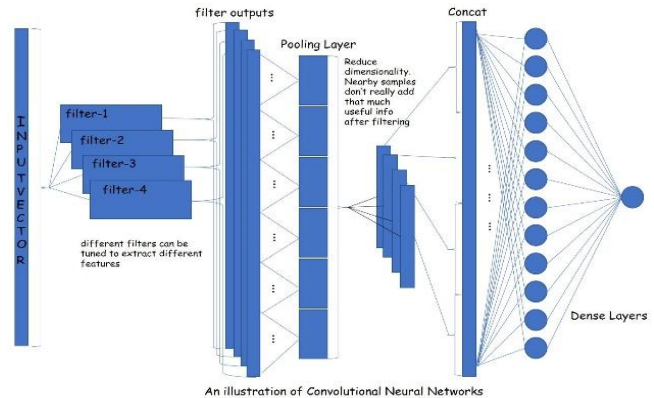 filter outputs
Concat
Pooling Layer
Reduce
dimensionality.
Nearby samples
don't really add
that much
useful info
after filtering
INPUTVECTOR
filter-1
filter-2
filter-3
filter-4
different filters can be
tuned to extract different
features
...
...
...
...
...
...
...
...
Dense Layers
An illustration of Convolutional Neural Networks